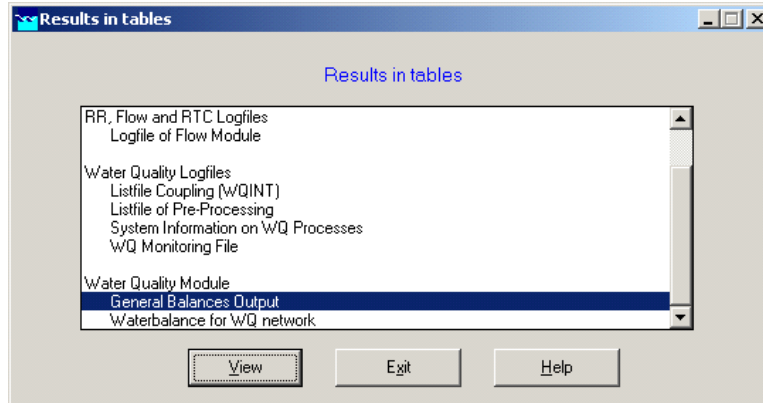 Results in tables
Results in tables
RR, Flow and RTC Logfiles
Logfile of Flow Module
Water Quality Logfiles
Listfile Coupling (WQINT)
Listfile of Pre-Processing
System Information on WQ Processes
WQ Monitoring File
Water Quality Module
General Balances Output
Waterbalance for WQ network
View Exit Help